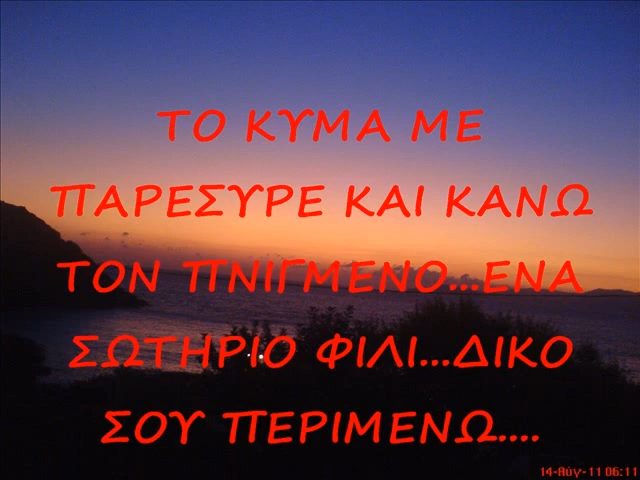 ΤΟ ΚΥΜΑ ΜΕ
ΠΑΡΕΣΥΡΕ ΚΑΙ ΚΑΝΩ
ΤΟΝ ΠΝΙΓΜΕΝΟ...ΕΝΑ
ΣΩΤΗΡΙΟ ΦΙΛΙ...ΔΙΚΟ
ΣΟΥ ΠΕΡΙΜΕΝΩ....
14-Αύγ-11 06:11